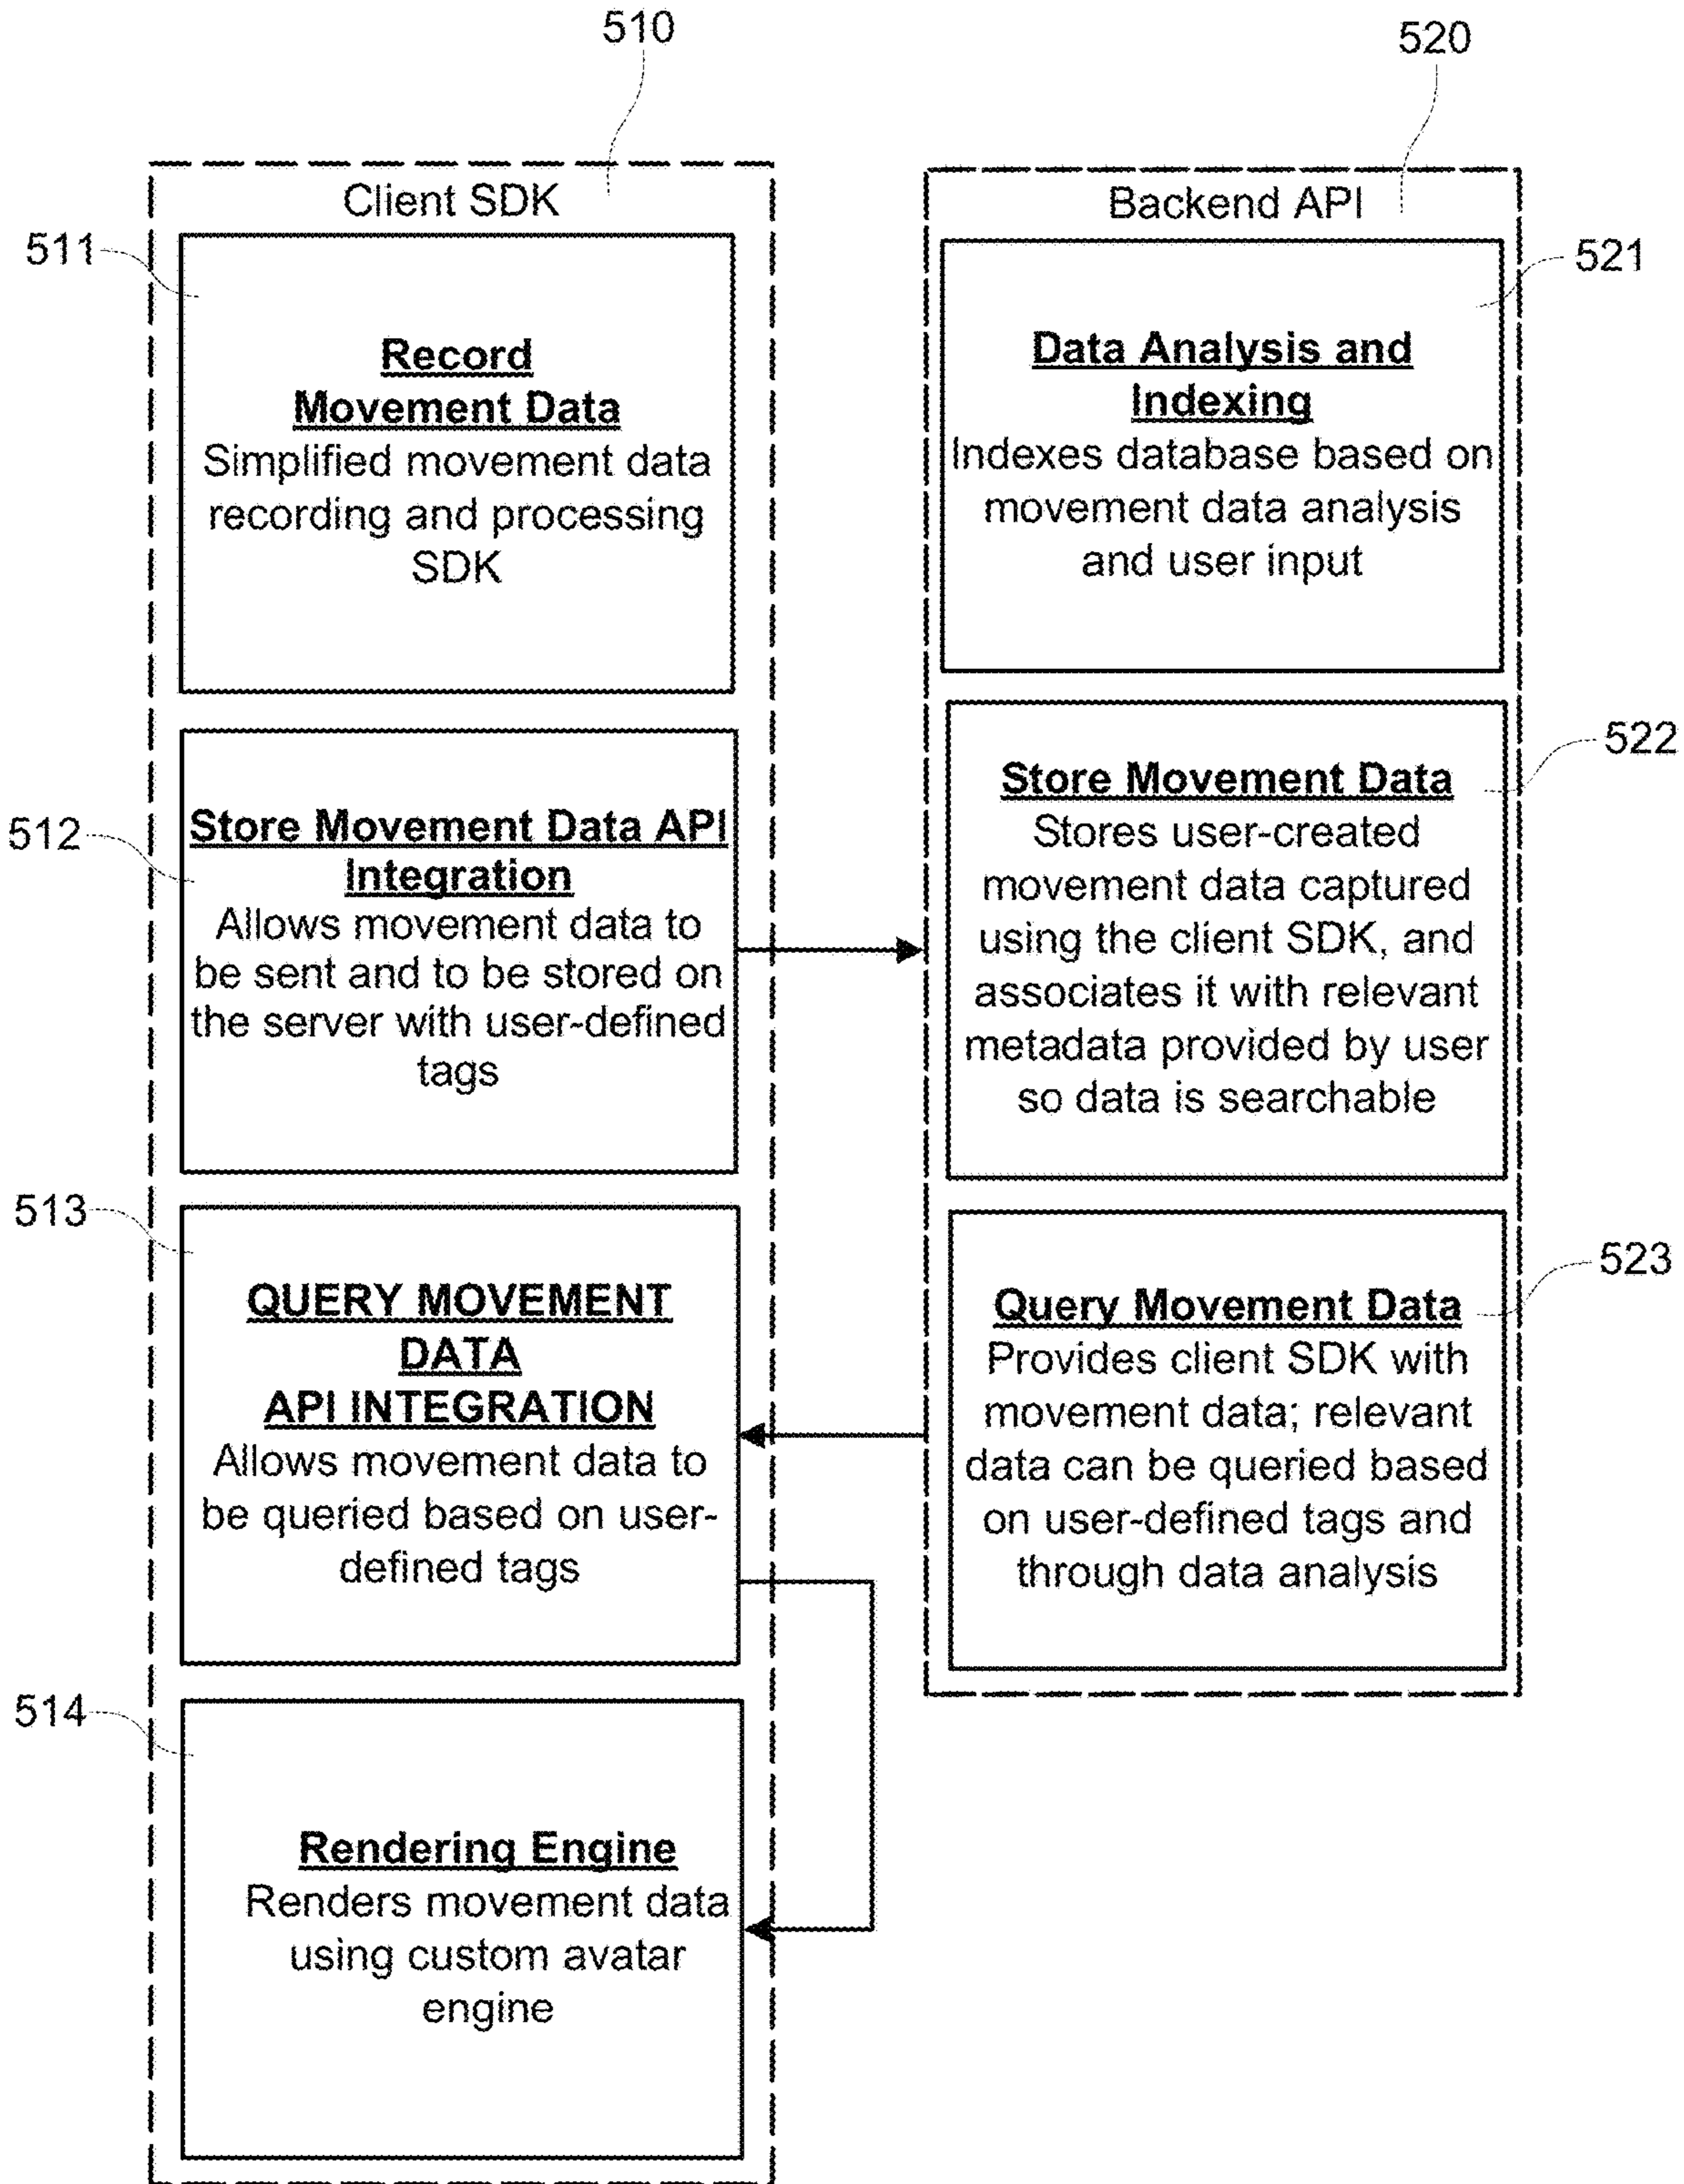 510
520
Client SDK
511
Record
Movement Data
Simplified movement data
recording and processing
SDK
512
Store Movement Data API
Integration
Allows movement data to
be sent and to be stored on
the server with user-defined
tags
513
QUERY MOVEMENT
DATA
API INTEGRATION
Allows movement data to
be queried based on user-
defined tags
514
Rendering Engine
Renders movement data
using custom avatar
engine
Backend API
521
Data Analysis and
Indexing
Indexes database based on
movement data analysis
and user input
522
Store Movement Data
Stores user-created
movement data captured
using the client SDK, and
associates it with relevant
metadata provided by user
so data is searchable
523
Query Movement Data
Provides client SDK with
movement data; relevant
data can be queried based
on user-defined tags and
through data analysis